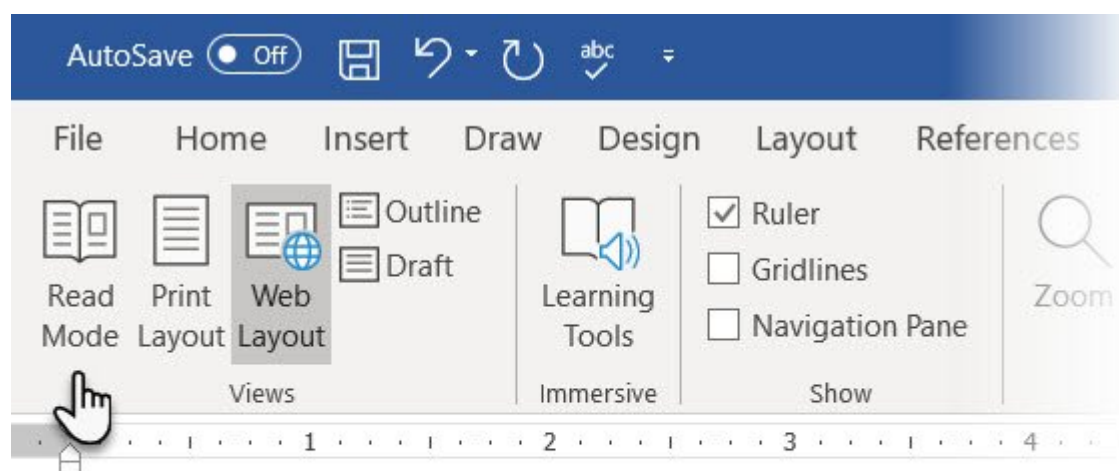 AutoSave Off abc
File Home Insert Draw Design Layout References
Read Mode
Print Layout
Web Layout
Outline
Draft
Views
Learning Tools
Immersive
Ruler
Gridlines
Navigation Pane
Show
Zoom
1 2 3 4